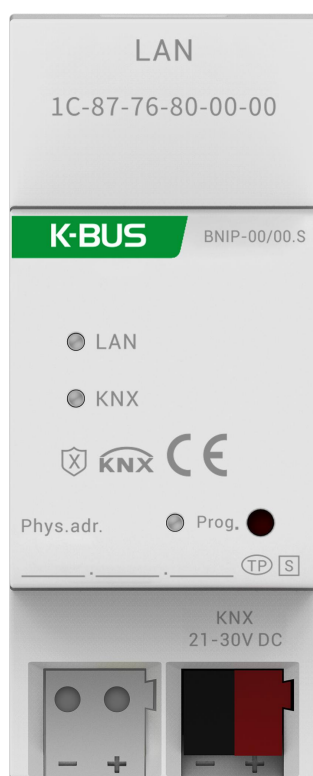 LAN
1C-87-76-80-00-00
K-BUS BNIP-00/00.S
LAN
KNX
X KNX CE
Phys.adr. Prog.
TP S
KNX
21-30V DC
- + - +